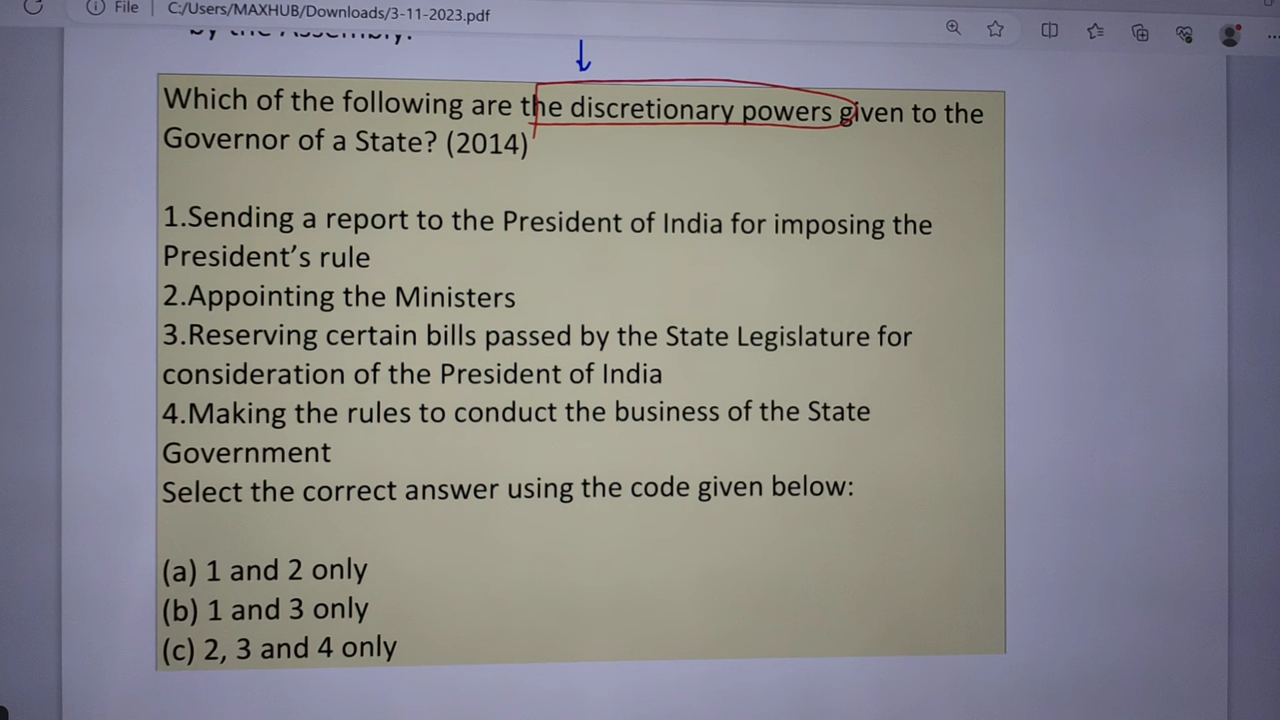 File | C:/Users/MAXHUB/Downloads/3-11-2023.pdf
by the Assembly.
Which of the following are the discretionary powers given to the
Governor of a State? (2014)
1.Sending a report to the President of India for imposing the
President’s rule
2.Appointing the Ministers
3.Reserving certain bills passed by the State Legislature for
consideration of the President of India
4.Making the rules to conduct the business of the State
Government
Select the correct answer using the code given below:
(a) 1 and 2 only
(b) 1 and 3 only
(c) 2, 3 and 4 only